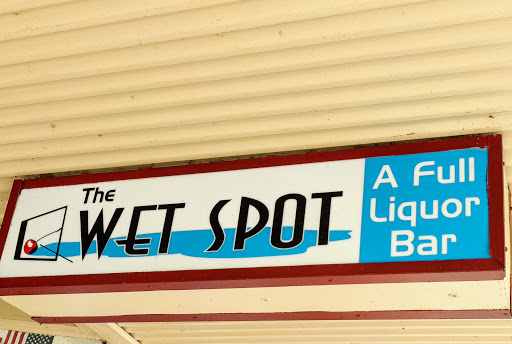 The
WET SPOT
A Full
Liquor
Bar